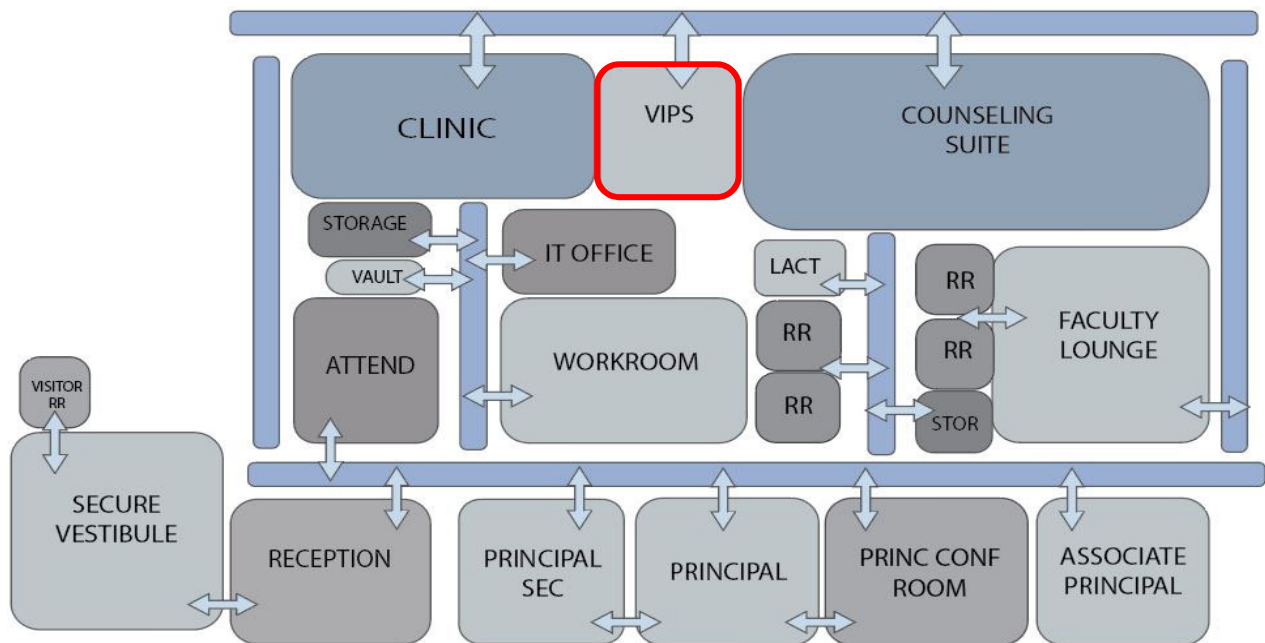 CLINIC
VIPS
COUNSELING
SUITE
STORAGE
VAULT
IT OFFICE
LACT
RR
RR
FACULTY
LOUNGE
ATTEND
WORKROOM
RR
RR
STOR
VISITOR
RR
SECURE
VESTIBULE
RECEPTION
PRINCIPAL
SEC
PRINCIPAL
PRINC CONF
ROOM
ASSOCIATE
PRINCIPAL